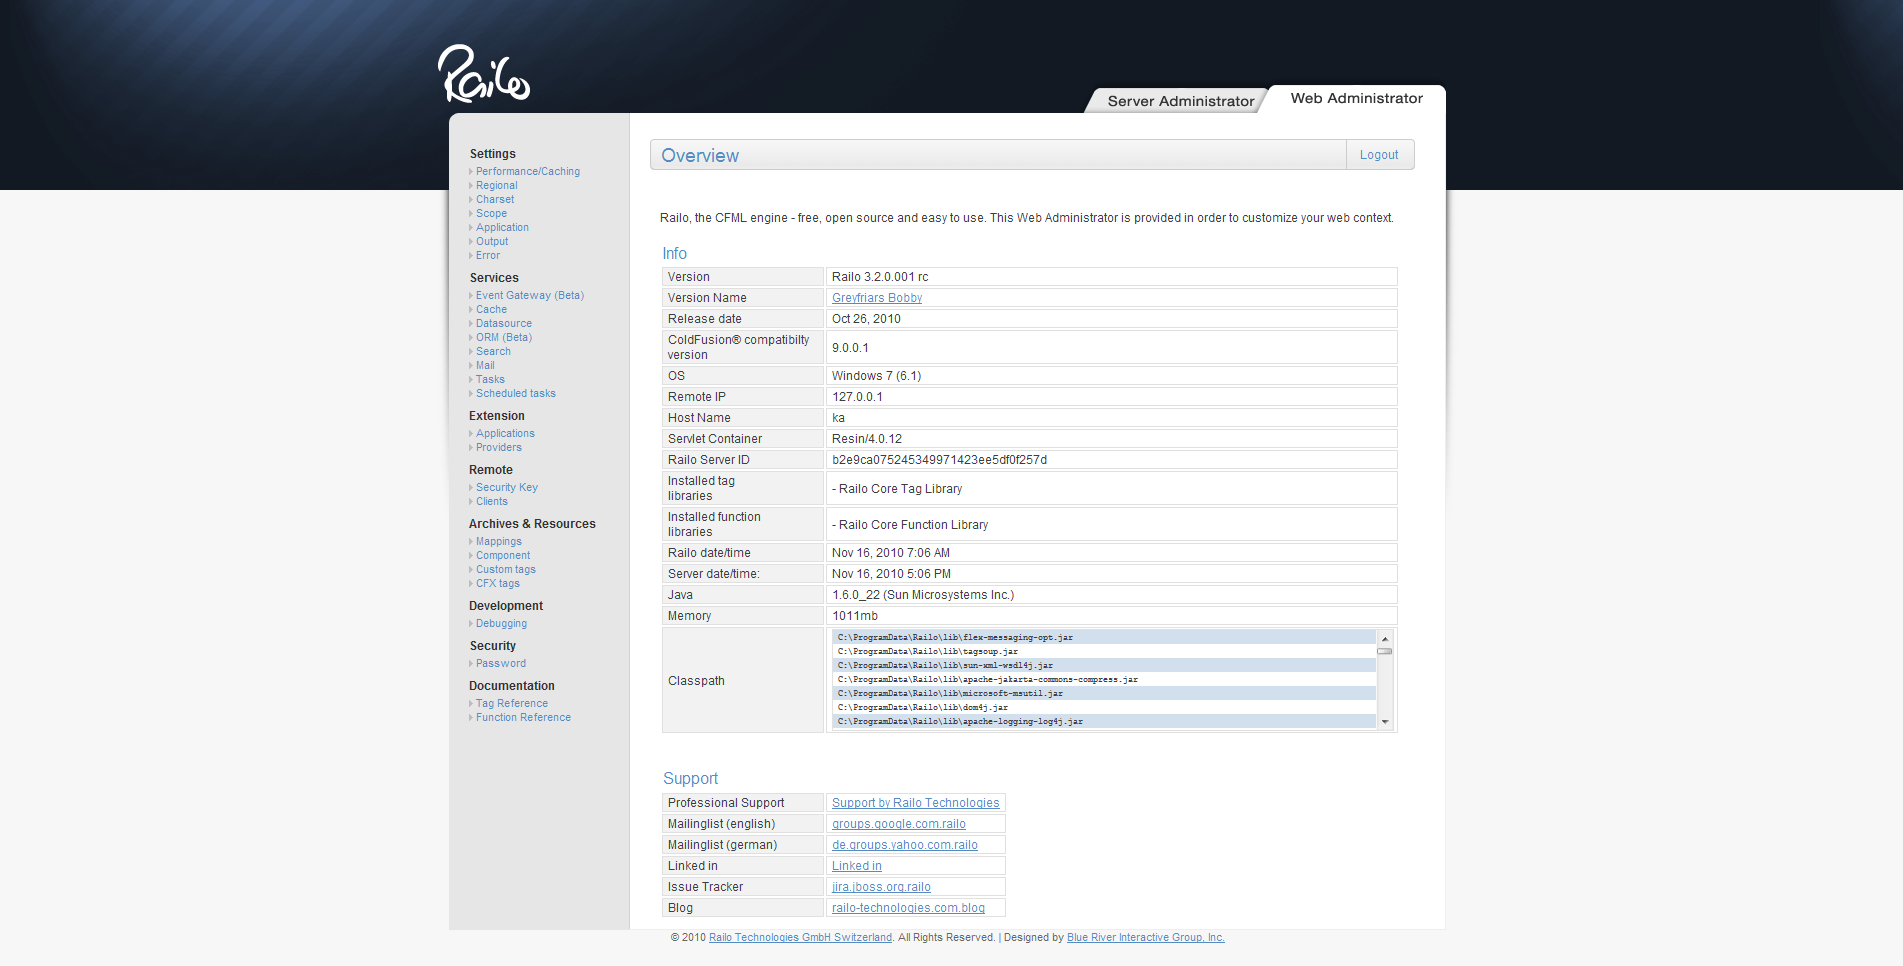 Railo
Server Administrator
Web Administrator
Settings
Performance/Caching
Regional
Charset
Scope
Application
Output
Error
Services
Event Gateway (Beta)
Cache
Datasource
ORM (Beta)
Search
Mail
Tasks
Scheduled tasks
Extension
Applications
Providers
Remote
Security Key
Clients
Archives & Resources
Mappings
Component
Custom tags
CFX tags
Development
Debugging
Security
Password
Documentation
Tag Reference
Function Reference
Overview
Logout
Railo, the CFML engine - free, open source and easy to use. This Web Administrator is provided in order to customize your web context.
Info
Version Railo 3.2.0.001 rc
Version Name Greyfriars Bobby
Release date Oct 26, 2010
ColdFusion® compatibilty
version
9.0.0.1
OS Windows 7 (6.1)
Remote IP 127.0.0.1
Host Name ka
Servlet Container Resin/4.0.12
Railo Server ID b2e9ca075245349971423ee5df0f257d
Installed tag
libraries
- Railo Core Tag Library
Installed function
libraries
- Railo Core Function Library
Railo date/time Nov 16, 2010 7:06 AM
Server date/time: Nov 16, 2010 5:06 PM
Java 1.6.0_22 (Sun Microsystems Inc.)
Memory 1011mb
Classpath
C:\ProgramData\Railo\lib\flex-messaging-opt.jar
C:\ProgramData\Railo\lib\tagsoup.jar
C:\ProgramData\Railo\lib\sun-xml-wsdl4j.jar
C:\ProgramData\Railo\lib\apache-jakarta-commons-compress.jar
C:\ProgramData\Railo\lib\microsoft-msutil.jar
C:\ProgramData\Railo\lib\dom4j.jar
C:\ProgramData\Railo\lib\apache-logging-log4j.jar
Support
Professional Support Support by Railo Technologies
Mailinglist (english) groups.google.com.railo
Mailinglist (german) de.groups.yahoo.com.railo
Linked in Linked in
Issue Tracker jira.jboss.org.railo
Blog railo-technologies.com.blog
© 2010 Railo Technologies GmbH Switzerland. All Rights Reserved. | Designed by Blue River Interactive Group, Inc.